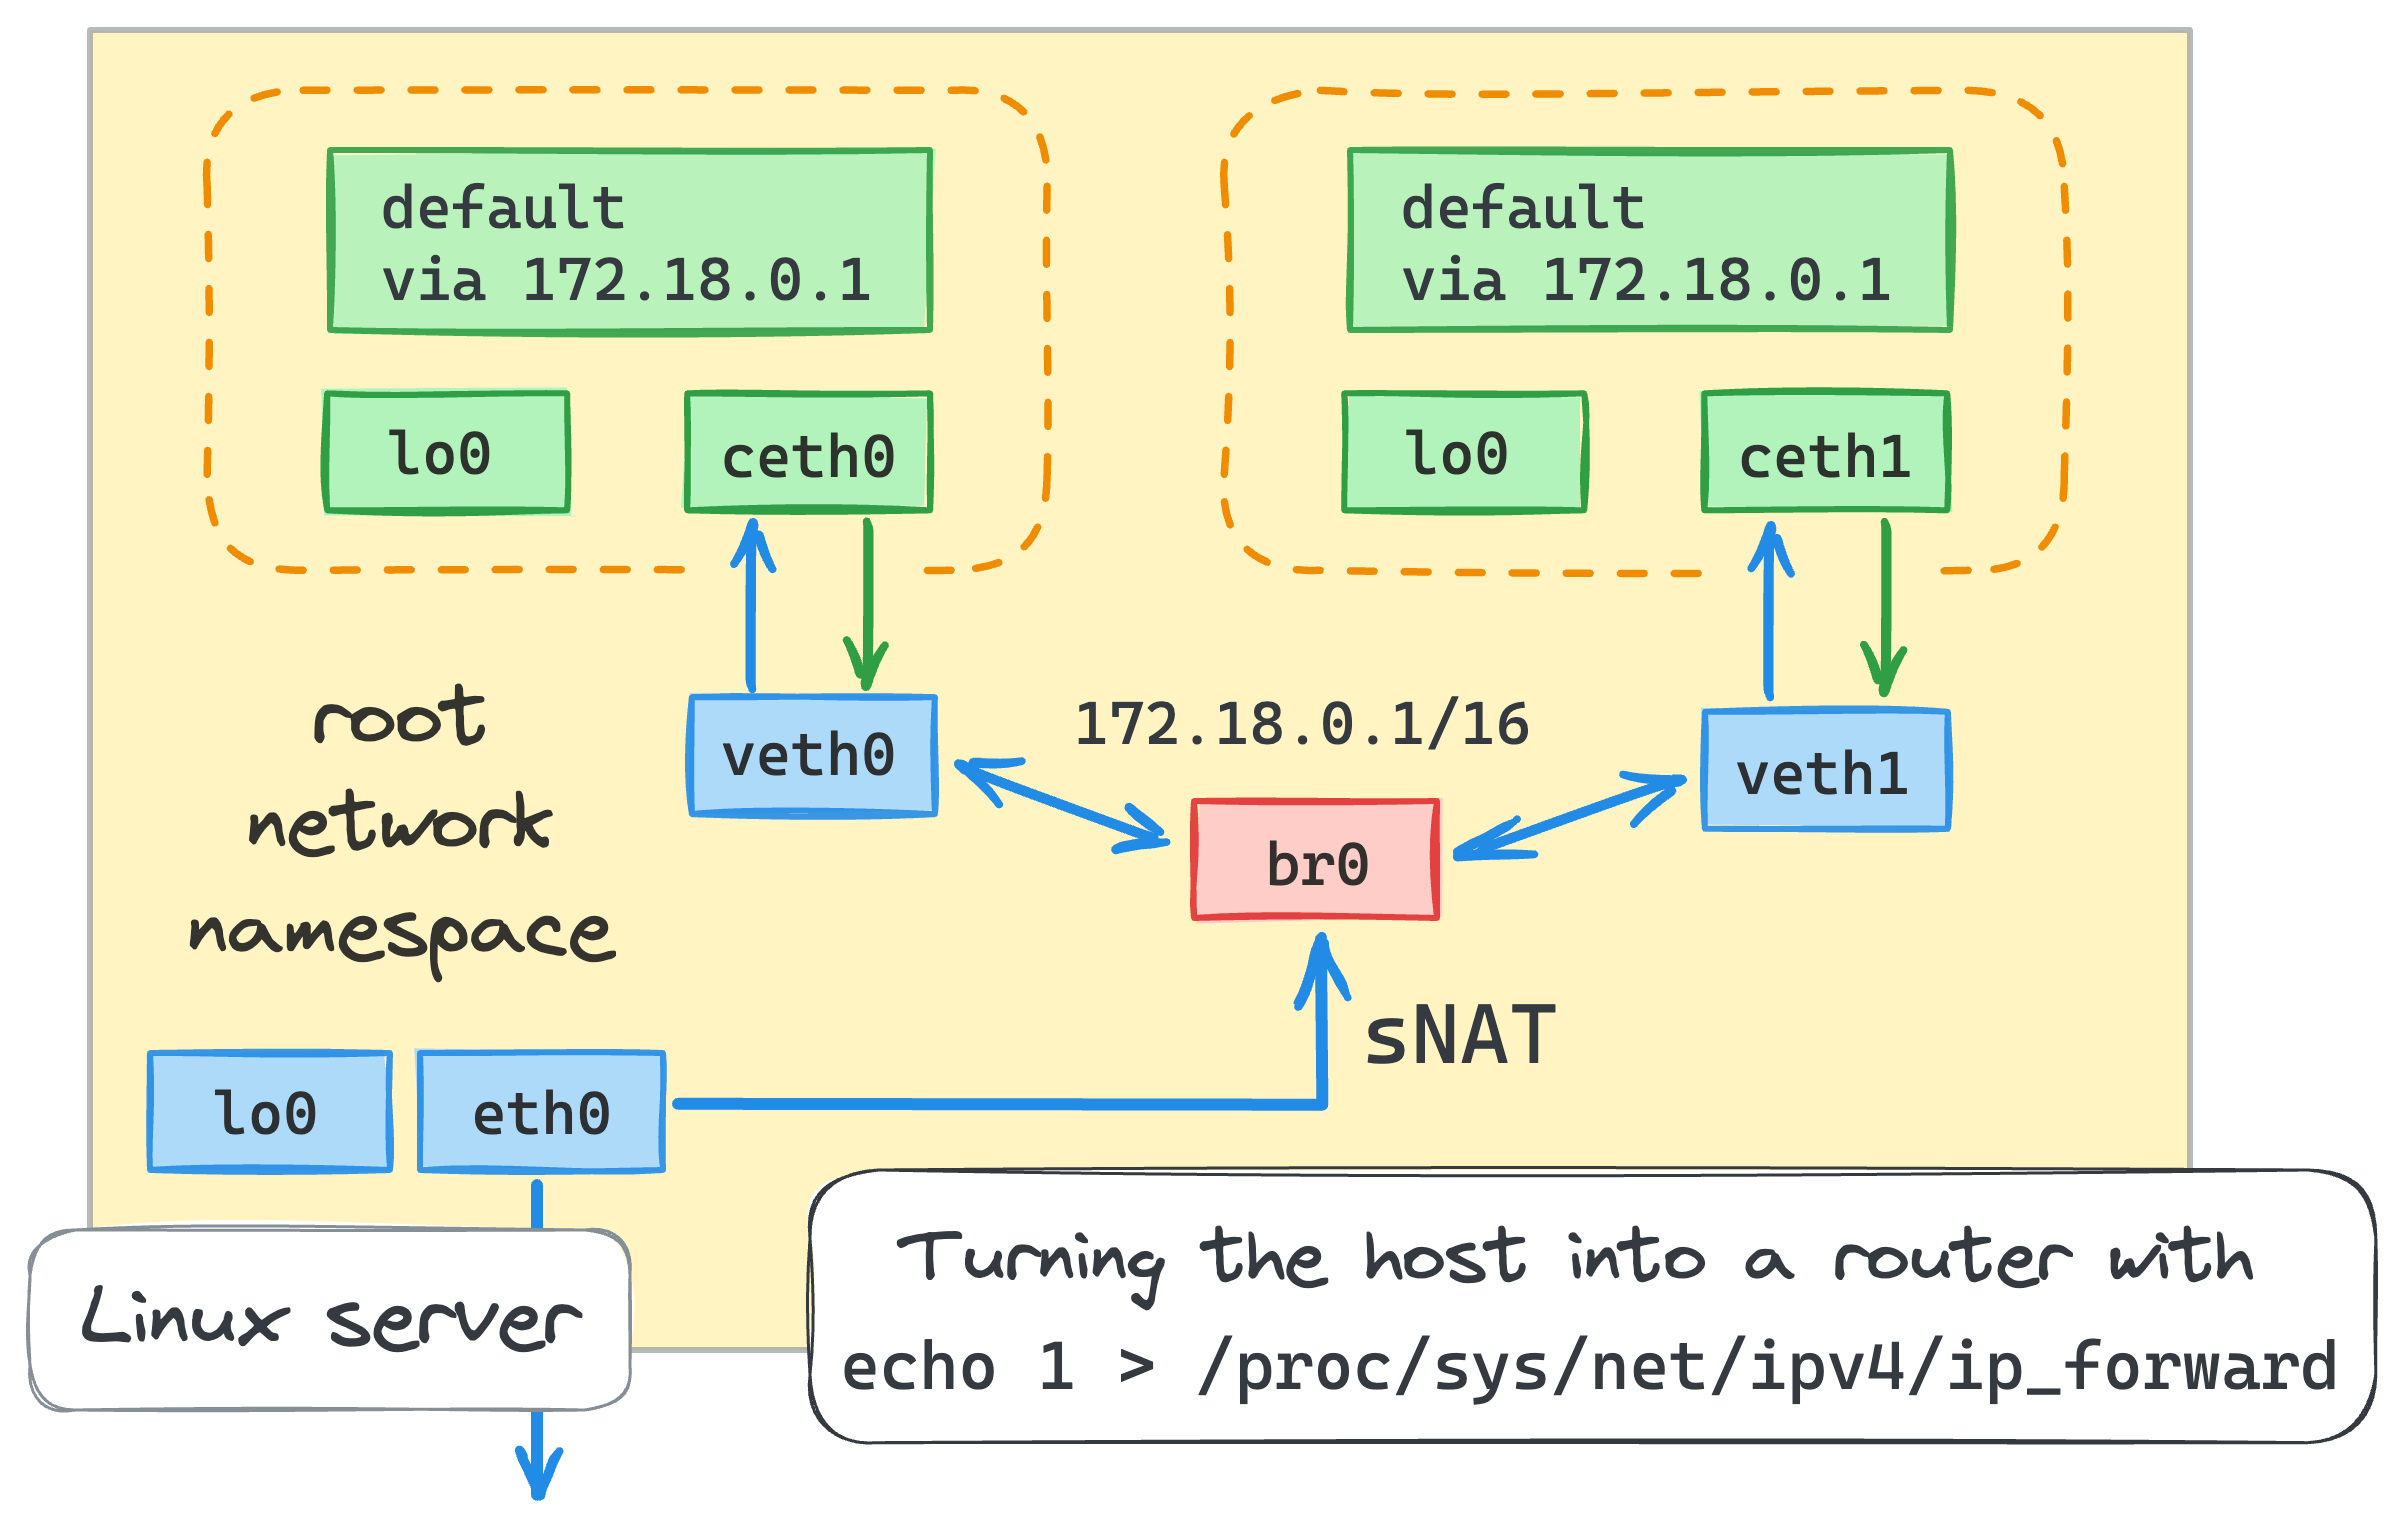 default
via 172.18.0.1
lo0
ceth0
default
via 172.18.0.1
lo0
ceth1
root
network
namespace
veth0
172.18.0.1/16
veth1
br0
sNAT
lo0
eth0
Linux server
Turning the host into a router with
echo 1 > /proc/sys/net/ipv4/ip_forward